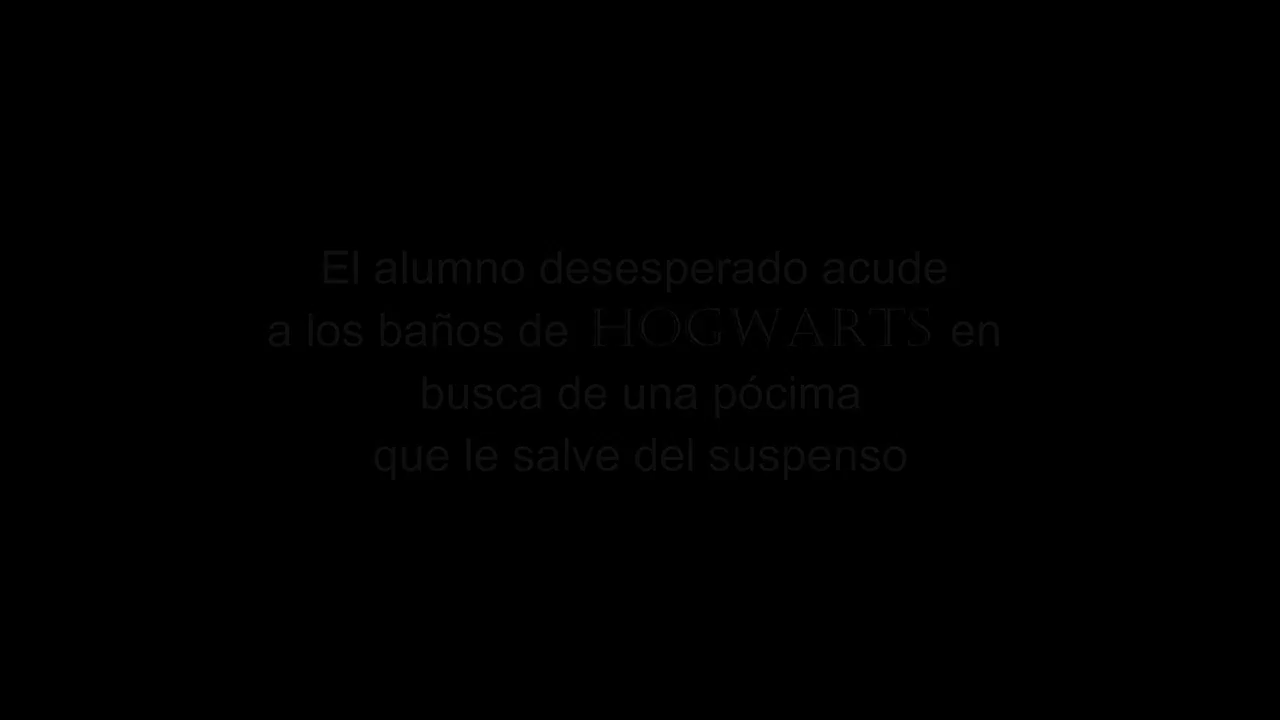 El alumno desesperado acude
a los baños de HOGWARTS en
busca de una pócima
que le salve del suspenso